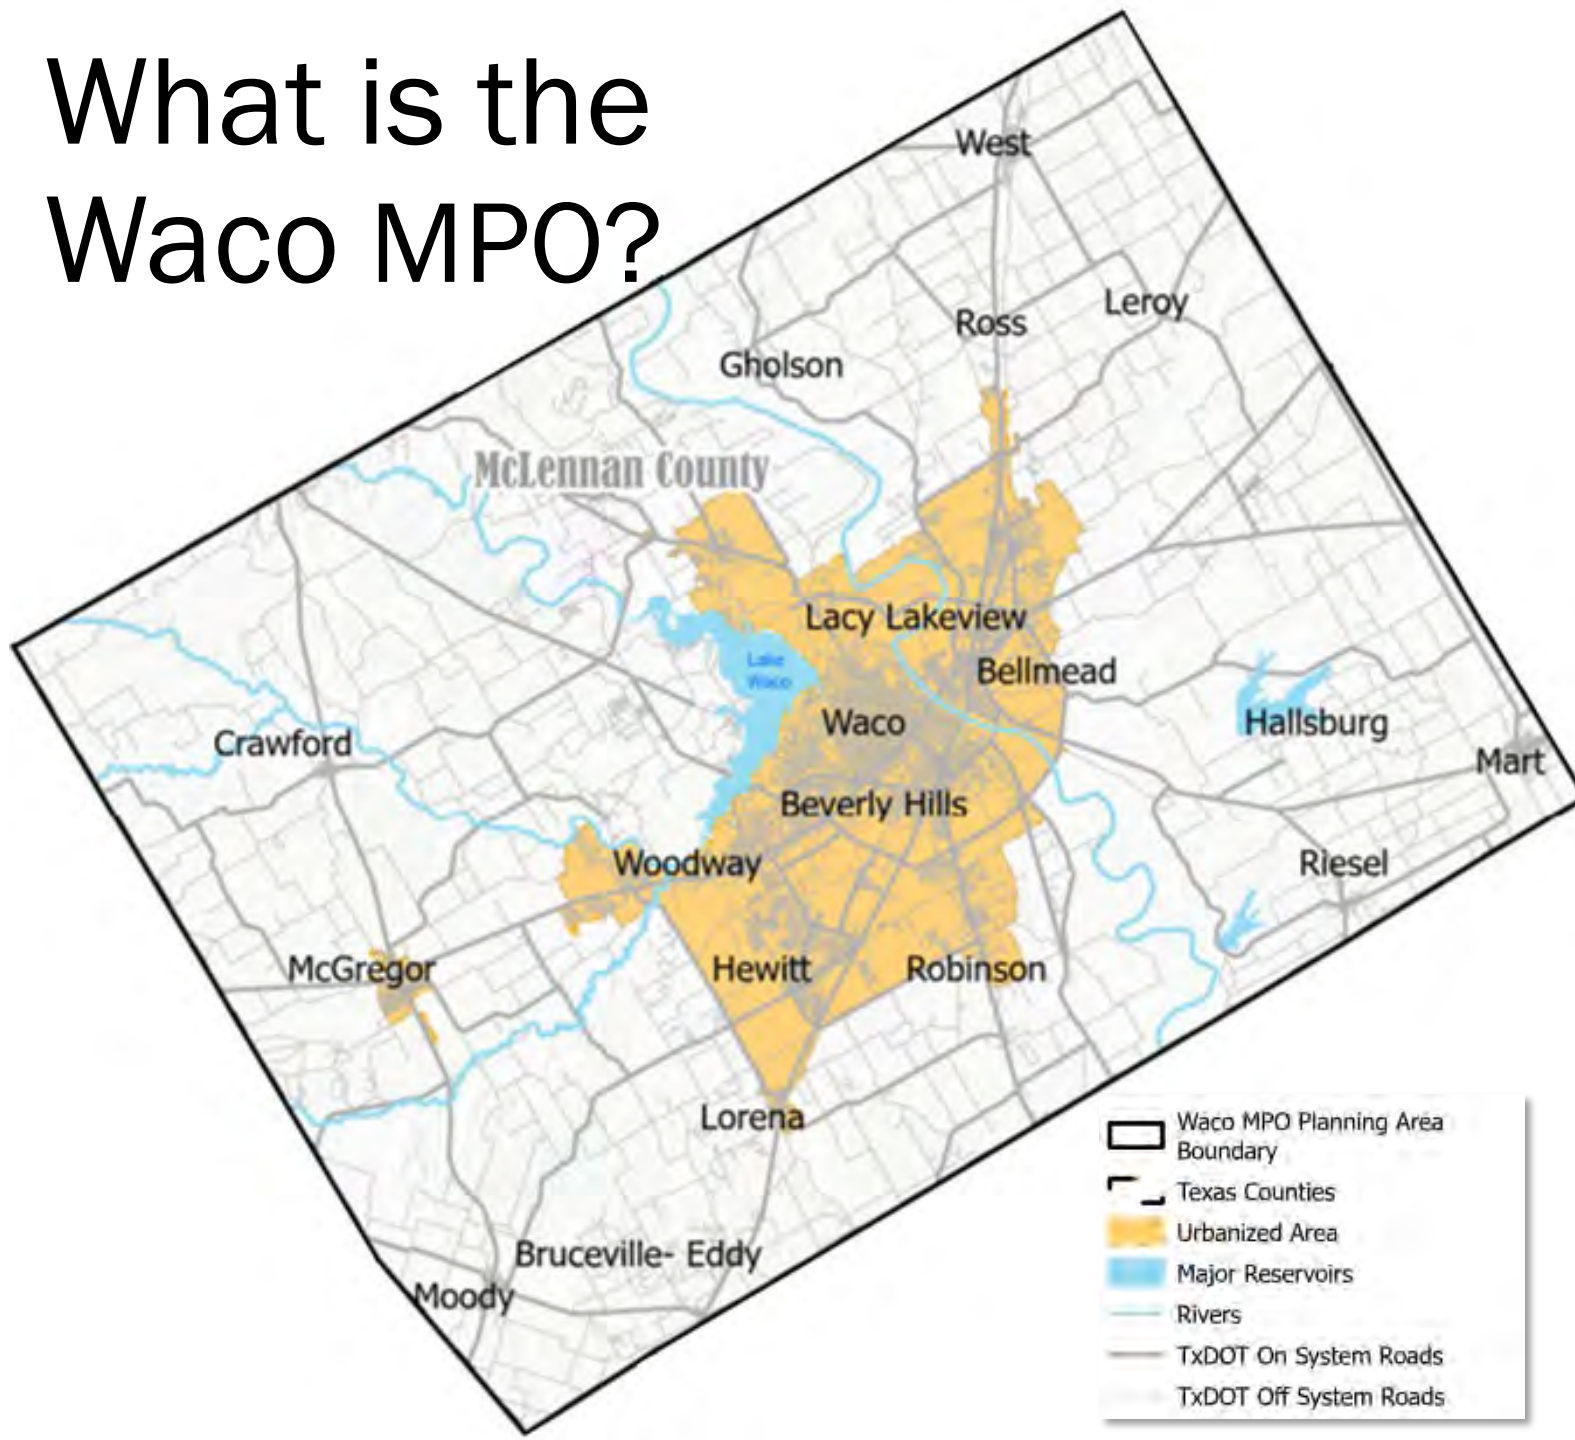 What is the
Waco MPO?
West
Leroy
Ross
Gholson
McLennan County
Lacy Lakeview
Lake
Waco
Bellmead
Waco
Hallsburg
Crawford
Mart
Beverly Hills
Woodway
Riesel
McGregor
Hewitt
Robinson
Lorena
Bruceville- Eddy
Moody
Waco MPO Planning Area
Boundary
Texas Counties
Urbanized Area
Major Reservoirs
Rivers
TxDOT On System Roads
TxDOT Off System Roads